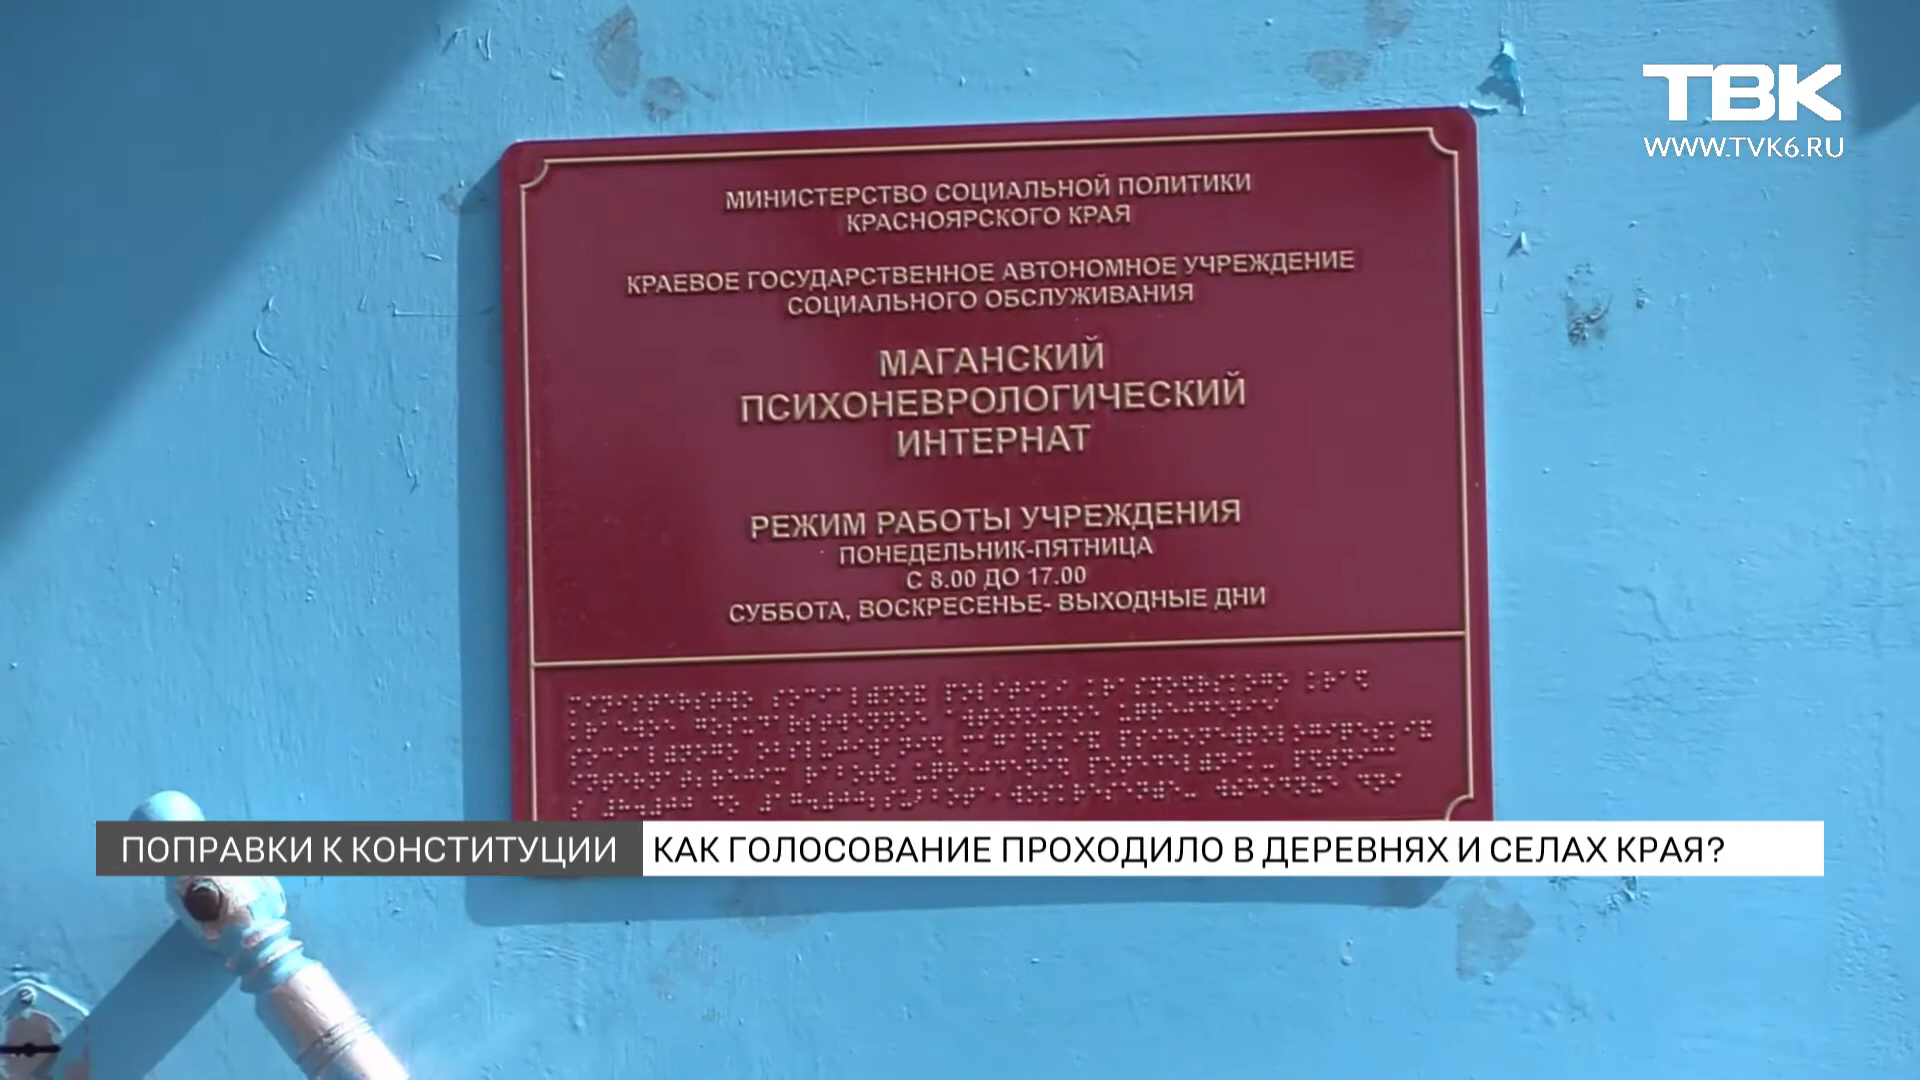 ТВК
WWW.TVK6.RU
МИНИСТЕРСТВО СОЦИАЛЬНОЙ ПОЛИТИКИ
КРАСНОЯРСКОГО КРАЯ
КРАЕВОЕ ГОСУДАРСТВЕННОЕ АВТОНОМНОЕ УЧРЕЖДЕНИЕ
СОЦИАЛЬНОГО ОБСЛУЖИВАНИЯ
МАГАНСКИЙ
ПСИХОНЕВРОЛОГИЧЕСКИЙ
ИНТЕРНАТ
РЕЖИМ РАБОТЫ УЧРЕЖДЕНИЯ
ПОНЕДЕЛЬНИК-ПЯТНИЦА
С 8.00 ДО 17.00
СУББОТА, ВОСКРЕСЕНЬЕ- ВЫХОДНЫЕ ДНИ
ПОПРАВКИ К КОНСТИТУЦИИ КАК ГОЛОСОВАНИЕ ПРОХОДИЛО В ДЕРЕВНЯХ И СЕЛАХ КРАЯ?